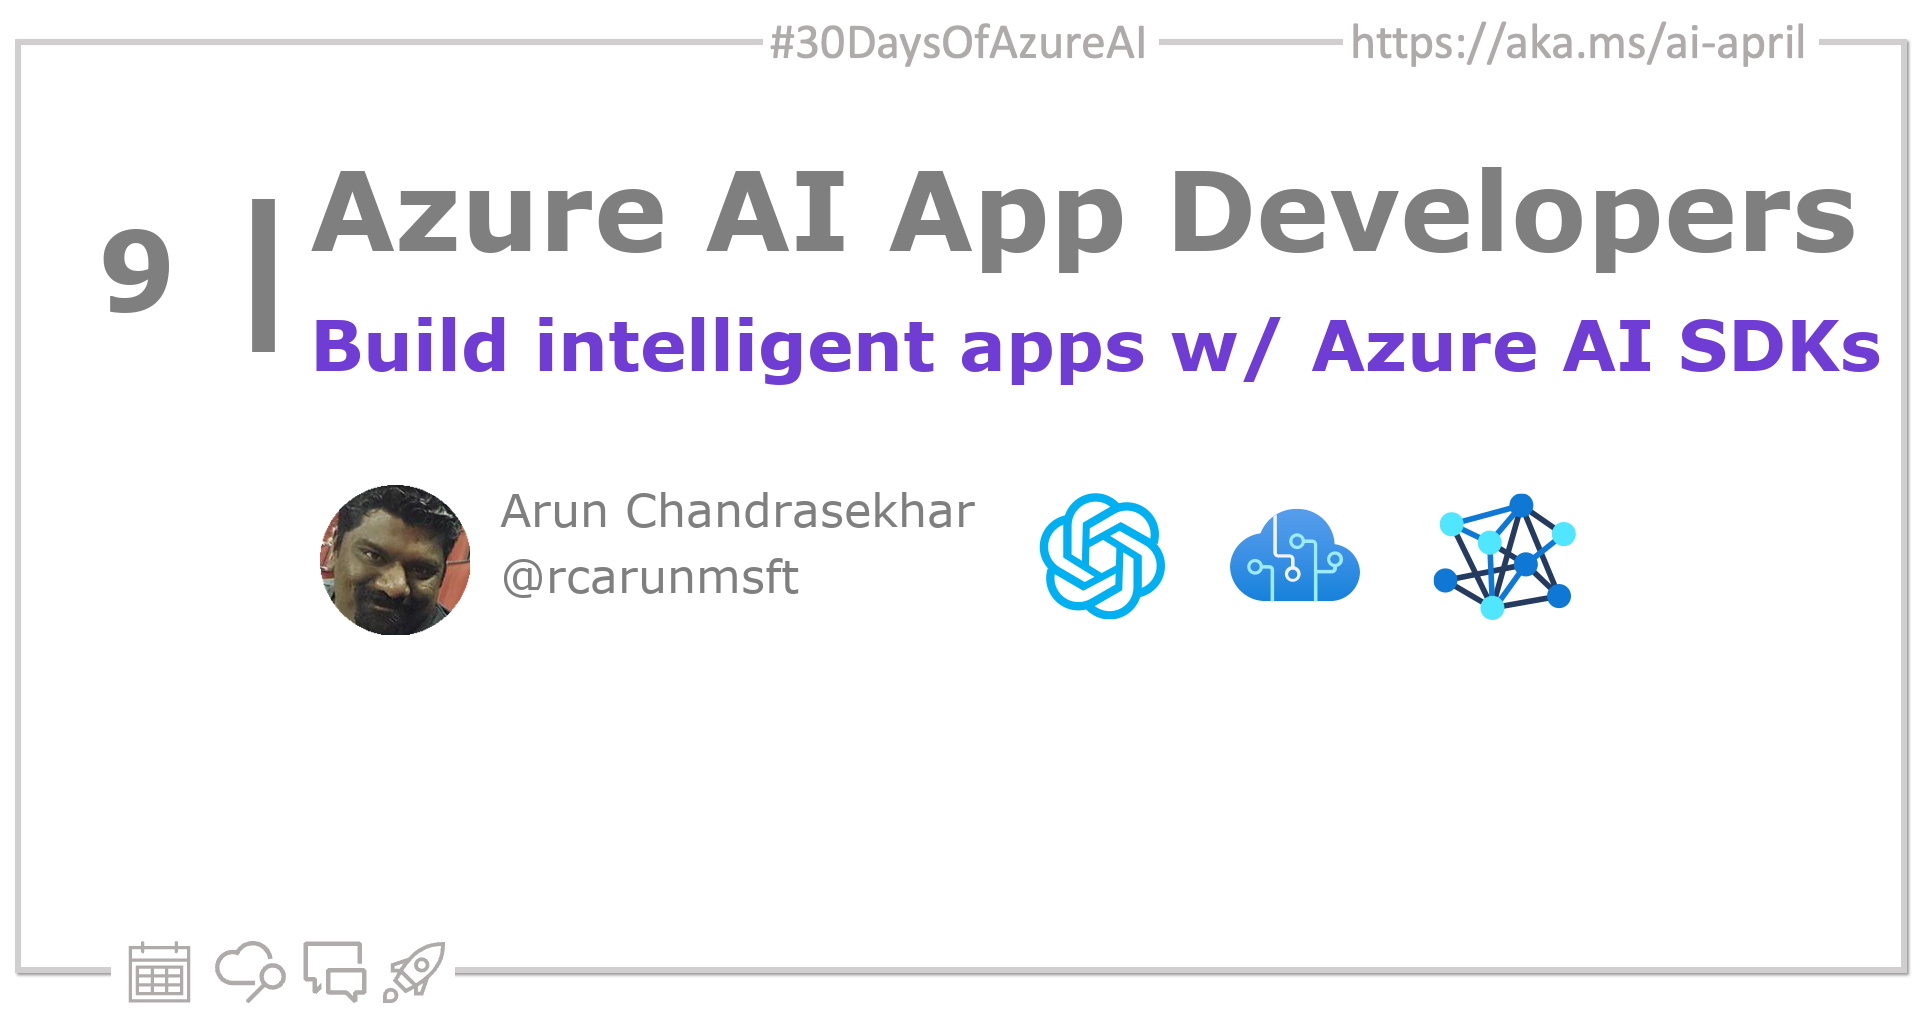 #30DaysOfAzureAI
https://aka.ms/ai-april
9
Azure AI App Developers
Build intelligent apps w/ Azure AI SDKs
Arun Chandrasekhar
@rcarunmsft